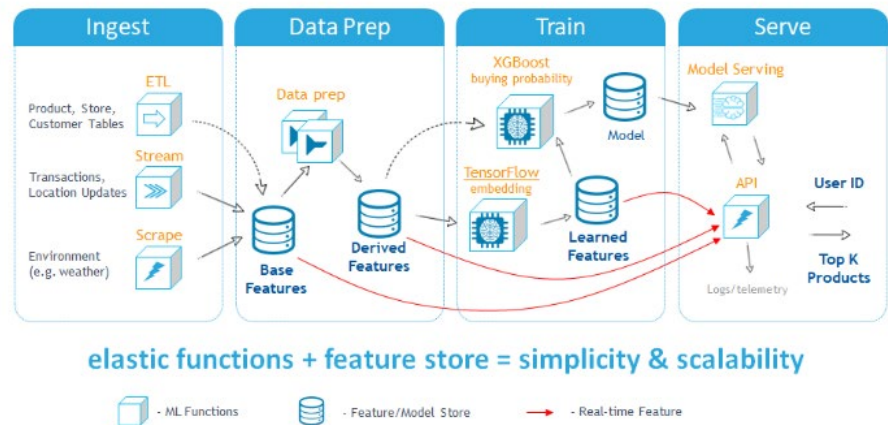 Ingest
Data Prep
Train
Serve
ETL
Product, Store,
Customer Tables
Stream
Transactions,
Location Updates
Scrape
Environment
(e.g. weather)
Base
Features
Data prep
Derived
Features
XGBoost
buying probability
Model
TensorFlow
embedding
Learned
Features
Model Serving
API
User ID
Top K
Products
Logs/telemetry
elastic functions + feature store = simplicity & scalability
- ML Functions
- Feature/Model Store
- Real-time Feature